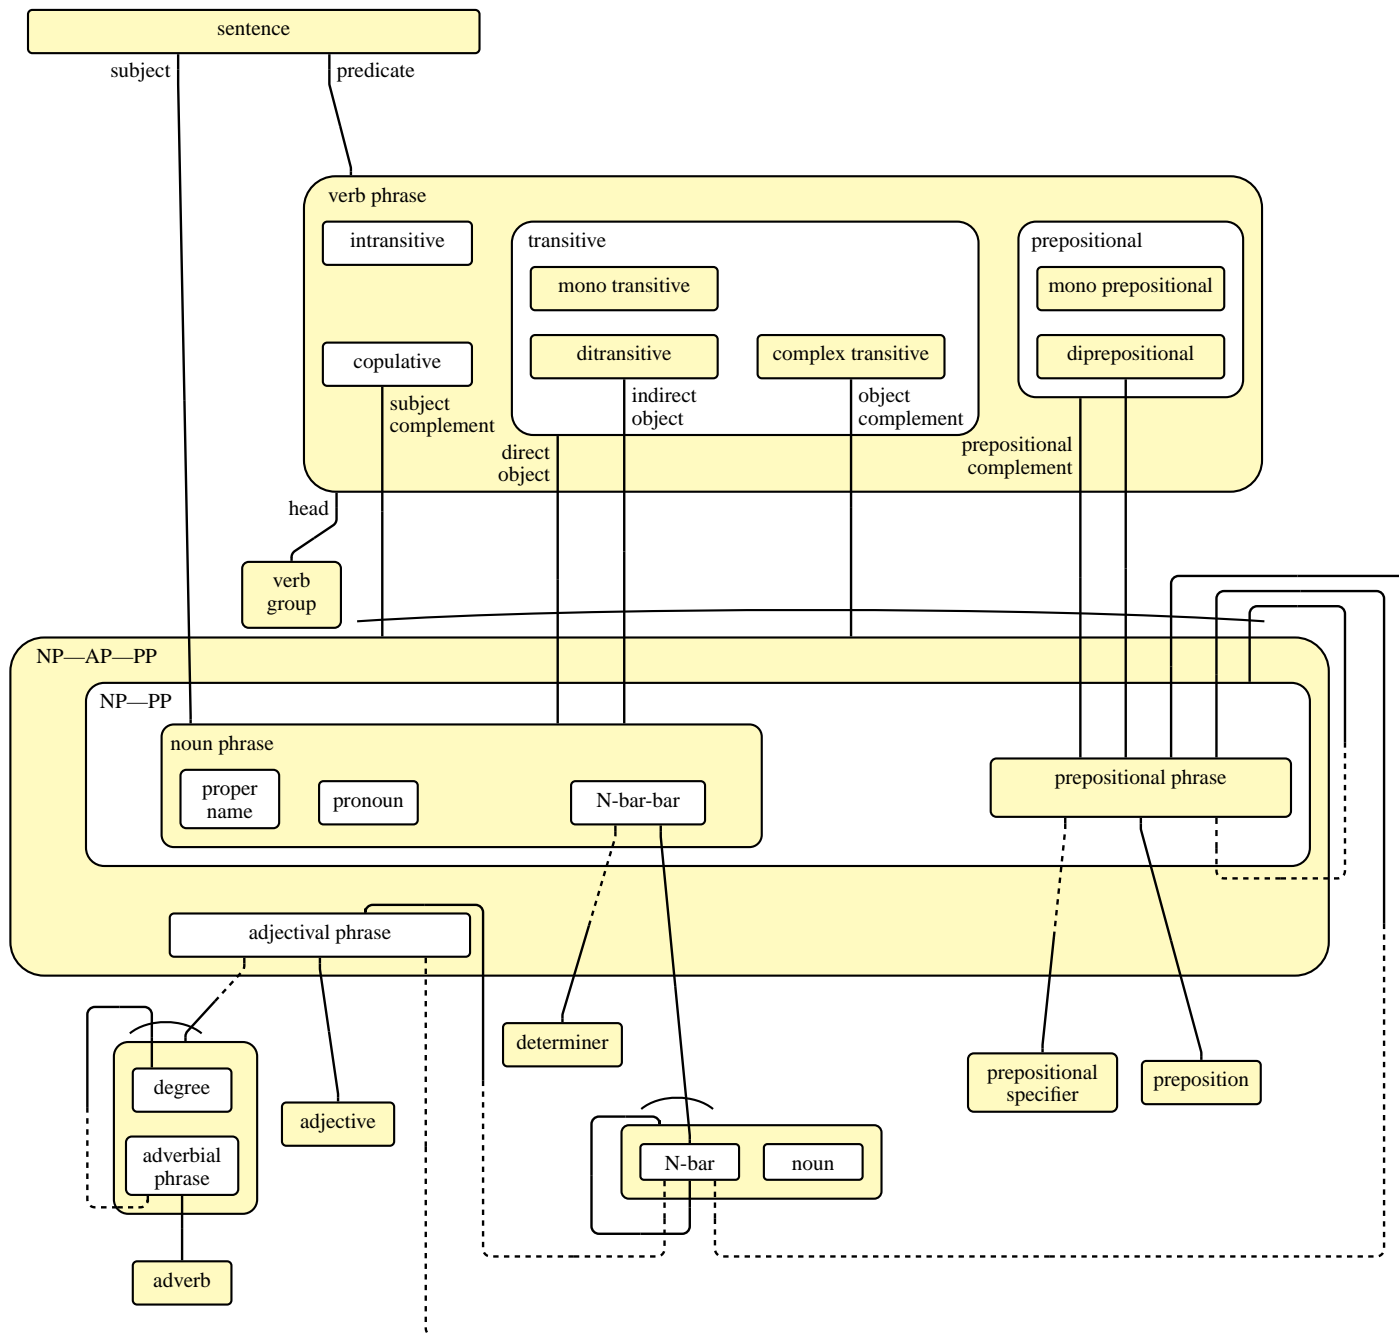 sentence
subject
predicate
verb phrase
intransitive
transitive
prepositional
mono transitive
mono prepositional
copulative
ditransitive
complex transitive
diprepositional
subject
complement
indirect
object
object
complement
direct
object
prepositional
complement
head
verb
group
NP—AP—PP
NP—PP
noun phrase
proper
name
pronoun
N-bar-bar
prepositional phrase
adjectival phrase
determiner
degree
adjective
prepositional
specifier
preposition
adverbial
phrase
N-bar
noun
adverb